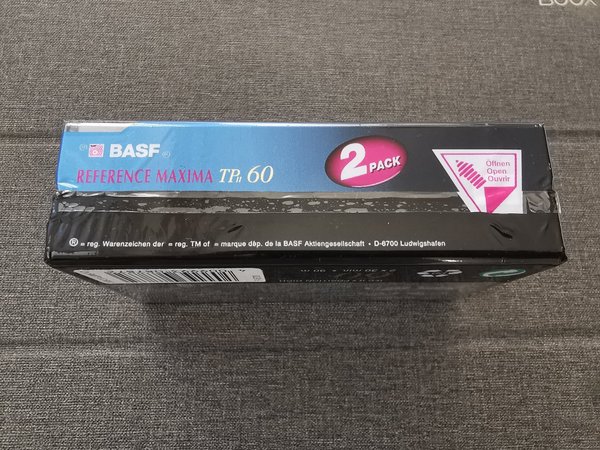 BASF
REFERENCE MAXIMA TP II 60
2 PACK
Öffnen
Open
Ouvrir
® = reg. Warenzeichen der = reg. TM of = marque dép. de la BASF Aktiengesellschaft • D-6700 Ludwigshafen